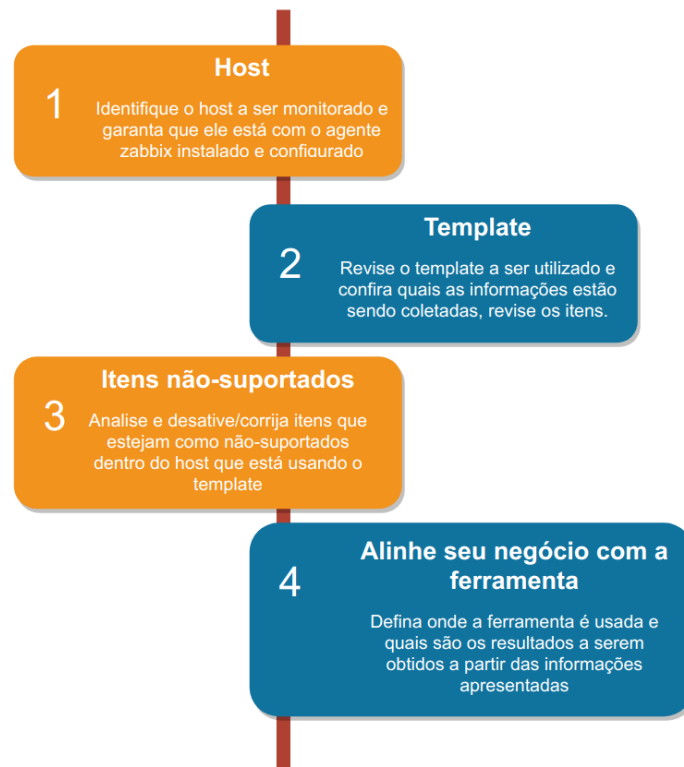 Host
1
Identifique o host a ser monitorado e
garanta que ele está com o agente
zabbix instalado e configurado
Template
2
Revise o template a ser utilizado e
confira quais as informações estão
sendo coletadas, revise os itens.
Itens não-suportados
3
Analise e desative/corrija itens que
estejam como não-suportados
dentro do host que está usando o
template
Alinhe seu negócio com a
ferramenta
4
Defina onde a ferramenta é usada e
quais são os resultados a serem
obtidos a partir das informações
apresentadas